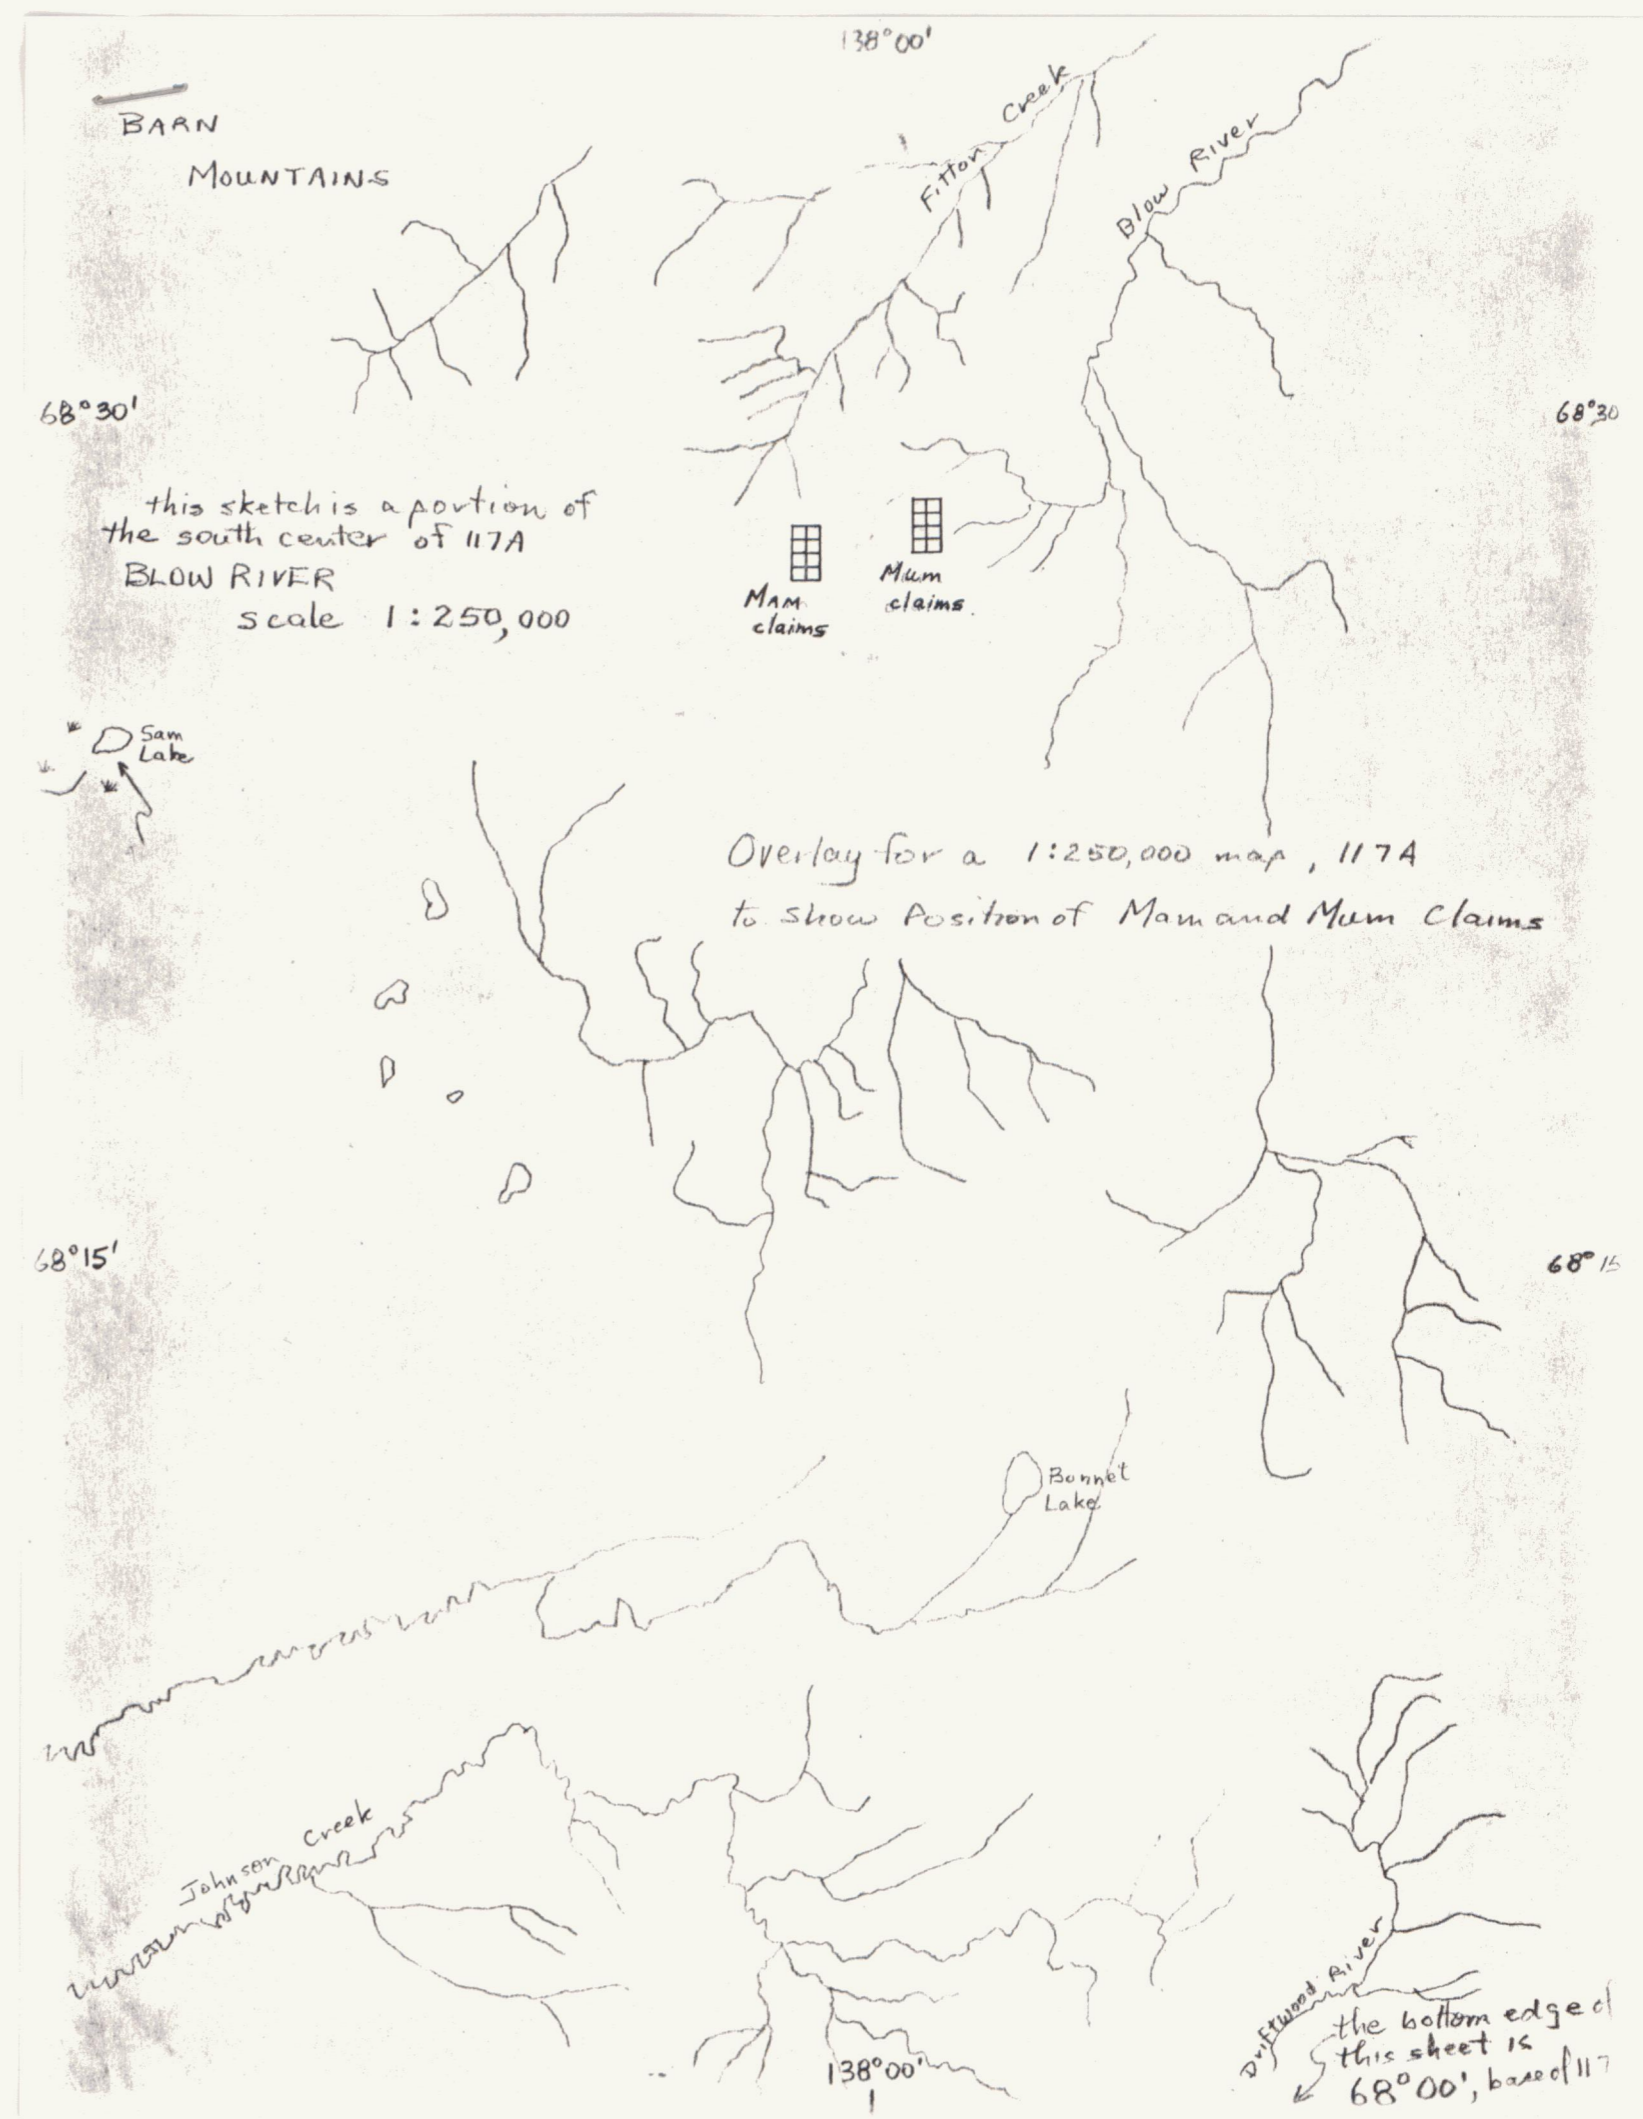 138°00'
BARN
MOUNTAINS
Fitton Creek
Blow River
68°30'
68°30
this sketch is a portion of
the south center of 117A
BLOW RIVER
scale 1:250,000
MAM
claims
Mum
claims.
Sam
Lake
Overlay for a 1:250,000 map, 117A
to show Position of Mam and Mum Claims
68°15'
68°15
Bonnet
Lake
Johnson Creek
Driftwood River
the bottom edge of
this sheet is
68°00', base of 117
138°00'